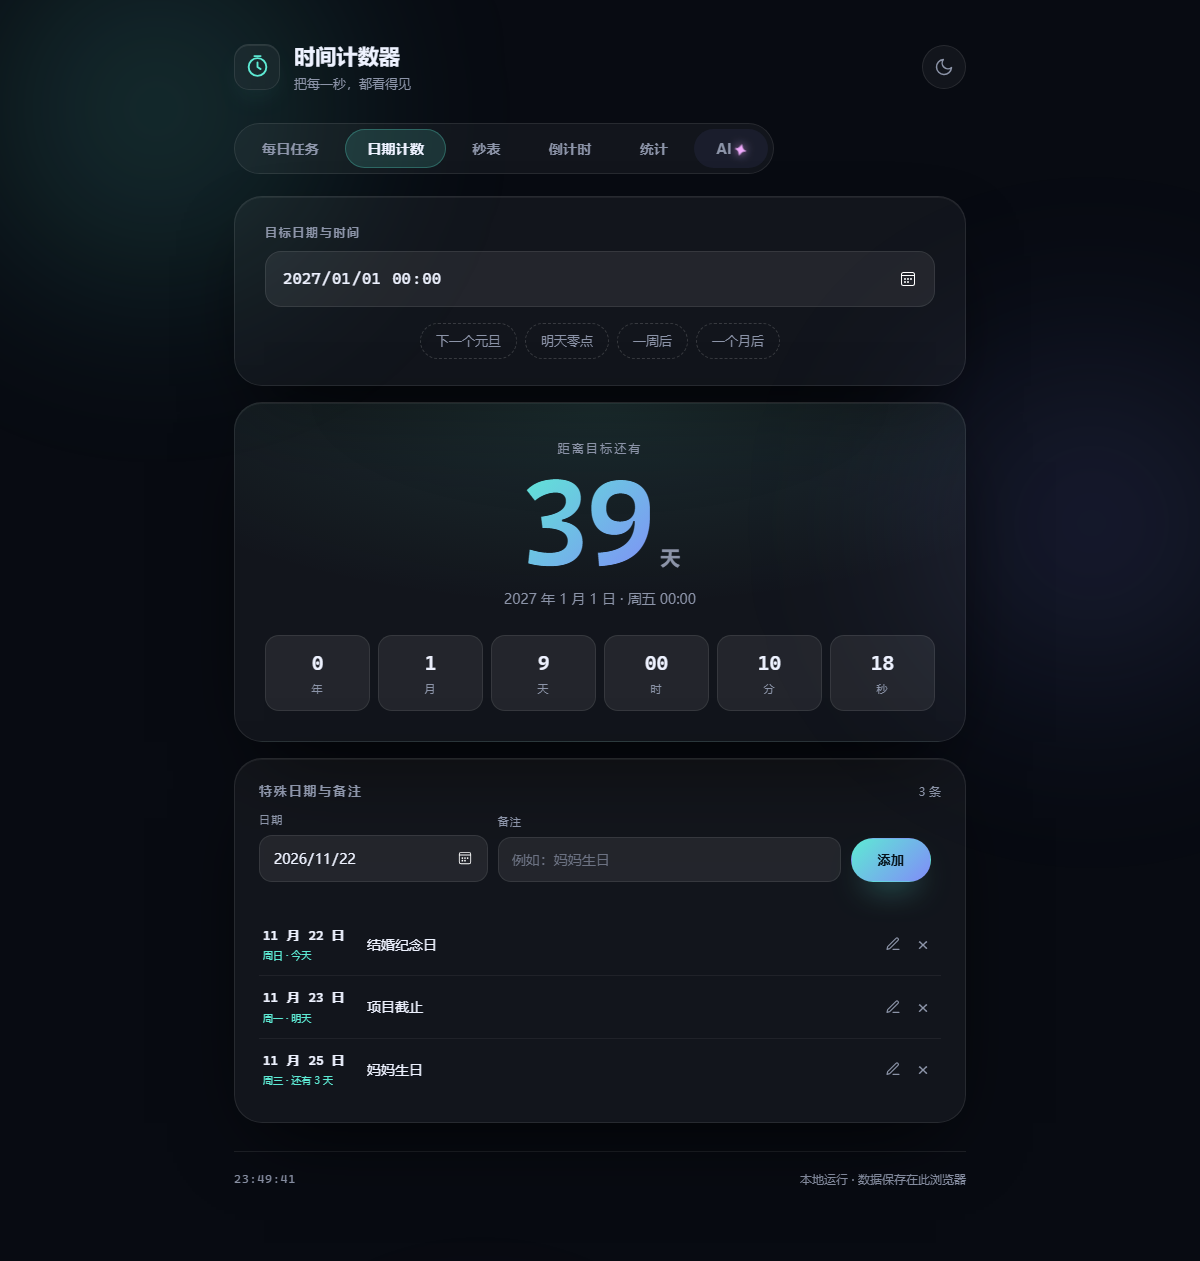 时间计数器
把每一秒，都看得见
每日任务 日期计数 秒表 倒计时 统计 AI
目标日期与时间
2027/01/01 00:00
下一个元旦 明天零点 一周后 一个月后
距离目标还有
39 天
2027 年 1 月 1 日 · 周五 00:00
0 1 9 00 10 18
年 月 天 时 分 秒
特殊日期与备注 3 条
日期 备注
2026/11/22 例如：妈妈生日 添加
11 月 22 日 结婚纪念日
周日 · 今天
11 月 23 日 项目截止
周一 · 明天
11 月 25 日 妈妈生日
周三 · 还有 3 天
23:49:41 本地运行 · 数据保存在此浏览器